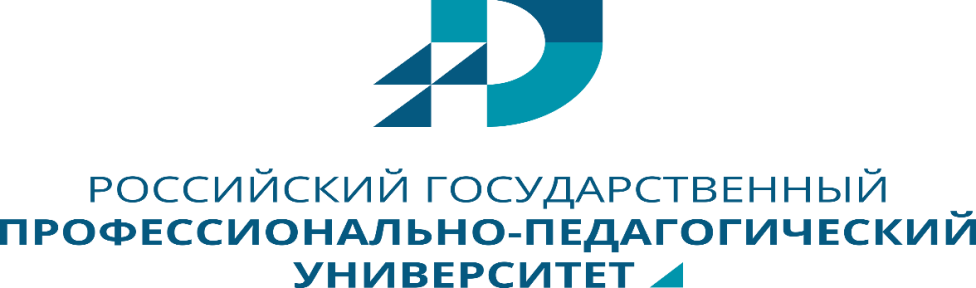 РОССИЙСКИЙ ГОСУДАРСТВЕННЫЙ
ПРОФЕССИОНАЛЬНО-ПЕДАГОГИЧЕСКИЙ
УНИВЕРСИТЕТ